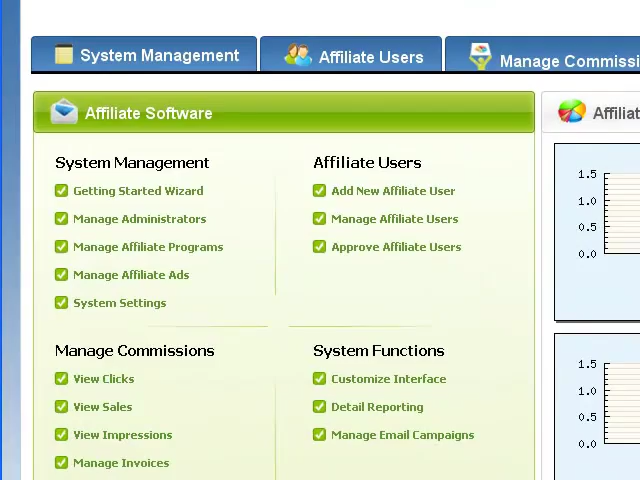 System Management
Affiliate Users
Manage Commissi
Affiliate Software
Affiliat
System Management
Getting Started Wizard
Manage Administrators
Manage Affiliate Programs
Manage Affiliate Ads
System Settings
Affiliate Users
Add New Affiliate User
Manage Affiliate Users
Approve Affiliate Users
Manage Commissions
View Clicks
View Sales
View Impressions
Manage Invoices
System Functions
Customize Interface
Detail Reporting
Manage Email Campaigns
1.5
1.0
0.5
0.0
1.5
1.0
0.5
0.0